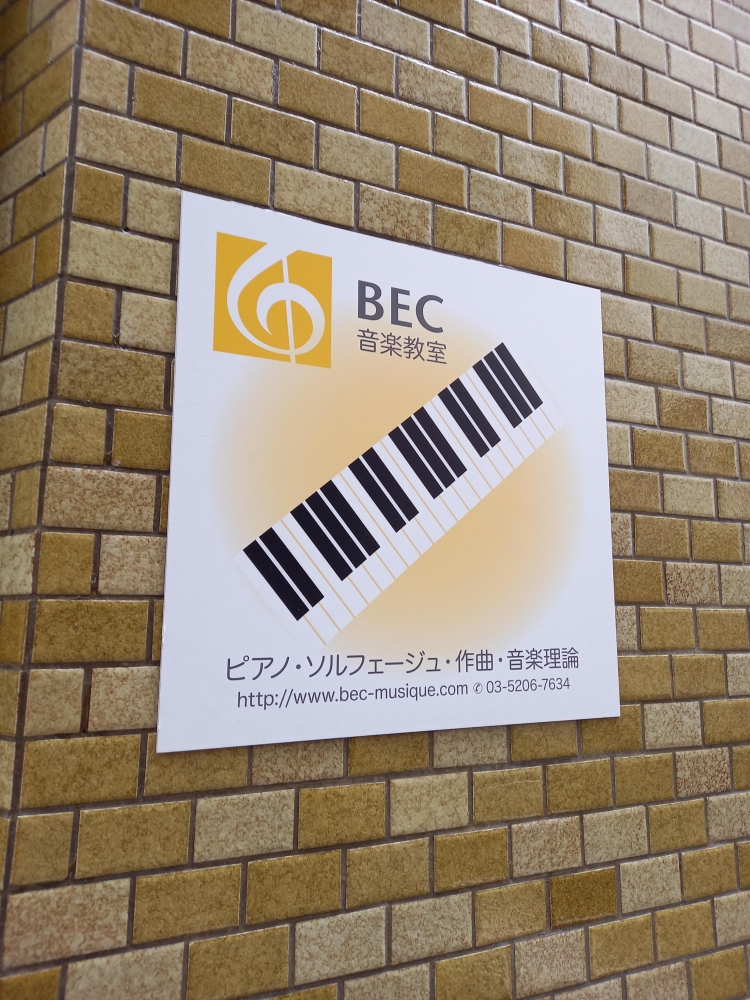 BEC
音楽教室
ピアノ・ソルフェージュ・作曲・音楽理論
http://www.bec-musique.com ✆ 03-5206-7634